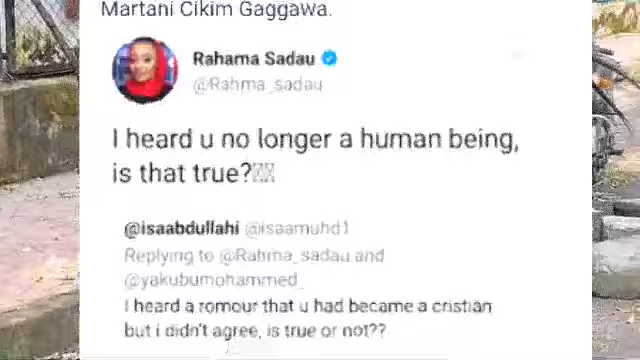 Martani Cikim Gaggawa.
Rahama Sadau
@Rahma_sadau
I heard u no longer a human being,
is that true?
@isaabdullahi @isaamuhd1
Replying to @Rahma_sadau and
@yakubumohammed_
I heard a romour that u had became a cristian
but i didn't agree, is true or not??